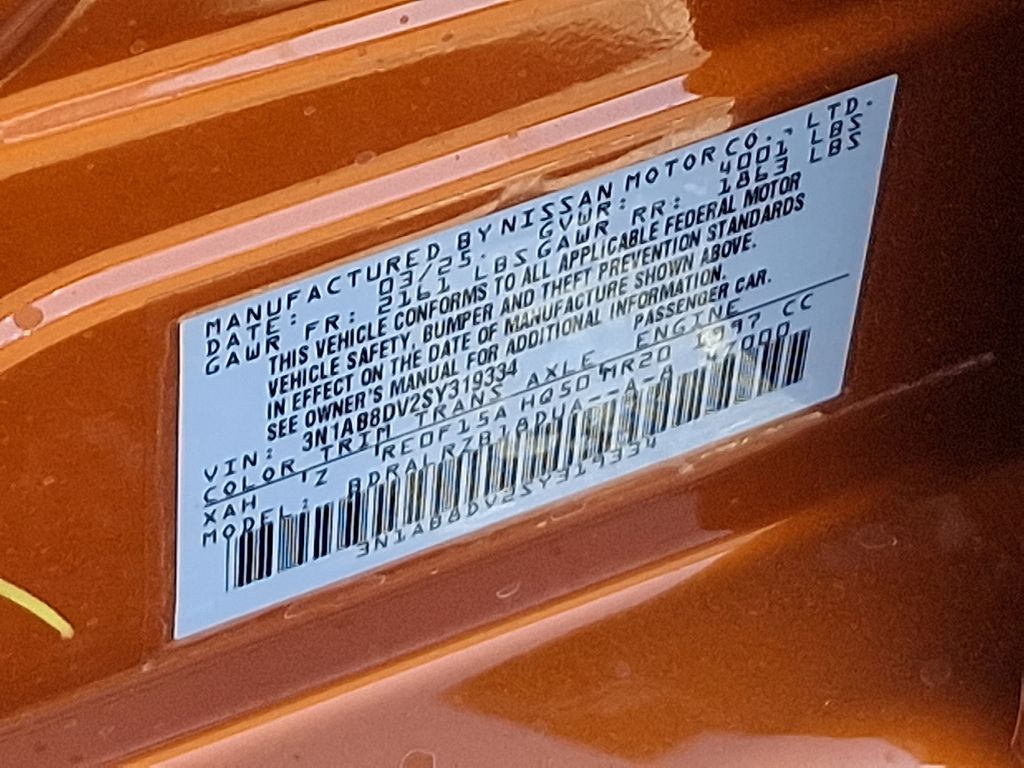 MANUFACTURED BY NISSAN MOTOR CO., LTD.
DATE: 03/25 GVWR: 4001 LBS
GAWR FR: 2161 LBS GAWR RR: 1863 LBS
THIS VEHICLE CONFORMS TO ALL APPLICABLE FEDERAL MOTOR
VEHICLE SAFETY, BUMPER AND THEFT PREVENTION STANDARDS
IN EFFECT ON THE DATE OF MANUFACTURE SHOWN ABOVE.
SEE OWNER'S MANUAL FOR ADDITIONAL INFORMATION.
VIN: 3N1AB8DV2SY319334 PASSENGER CAR.
COLOR TRIM TRANS AXLE ENGINE
XAH Z RE0F15A HQ50 MR20 1997 CC
MODEL: BDRALRZB18DUA--A-A
3N1AB8DV2SY319334